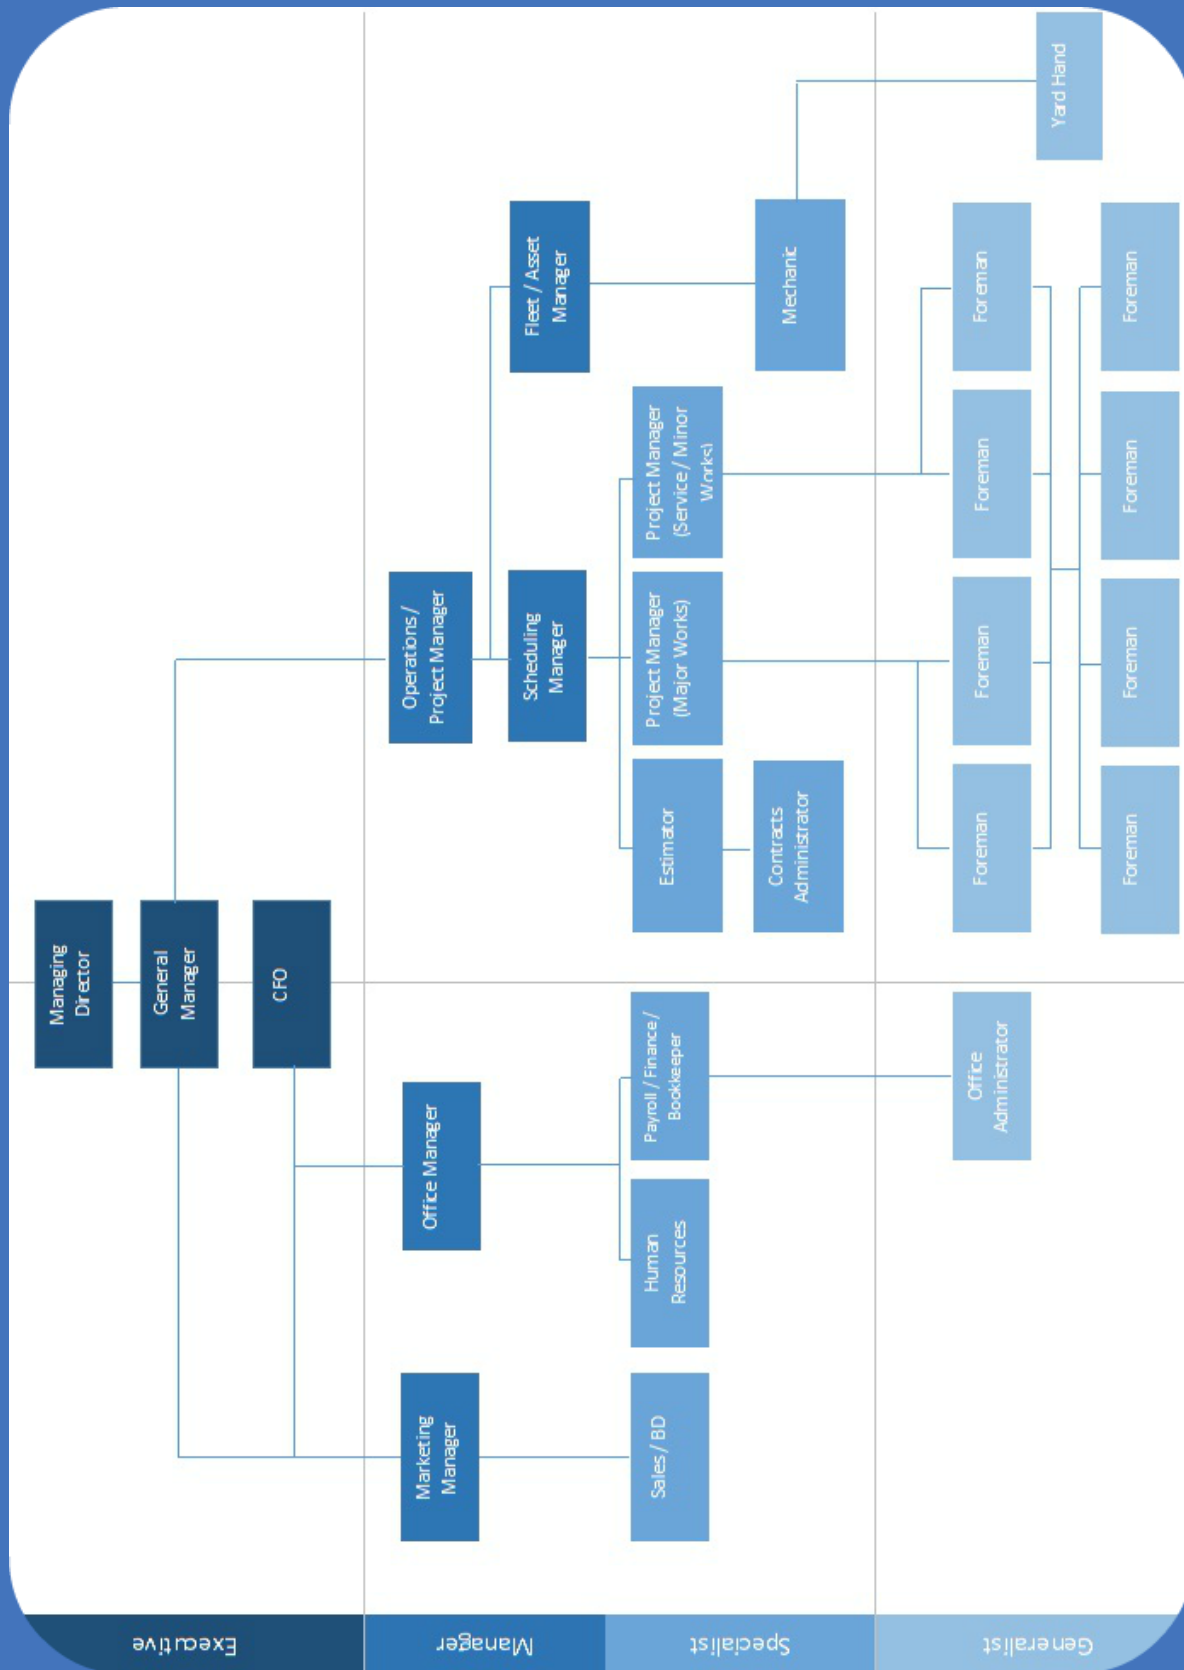 Managing
Director
General
Manager
CFO
Marketing
Manager
Office Manager
Operations /
Project Manager
Scheduling
Manager
Fleet / Asset
Manager
Sales / BD
Human
Resources
Payroll / Finance /
Bookkeeper
Estimator
Project Manager
(Major Works)
Project Manager
(Service / Minor
Works)
Contracts
Administrator
Mechanic
Office
Administrator
Foreman
Foreman
Foreman
Foreman
Yard Hand
Foreman
Foreman
Foreman
Foreman
Executive
Manager
Specialist
Generalist